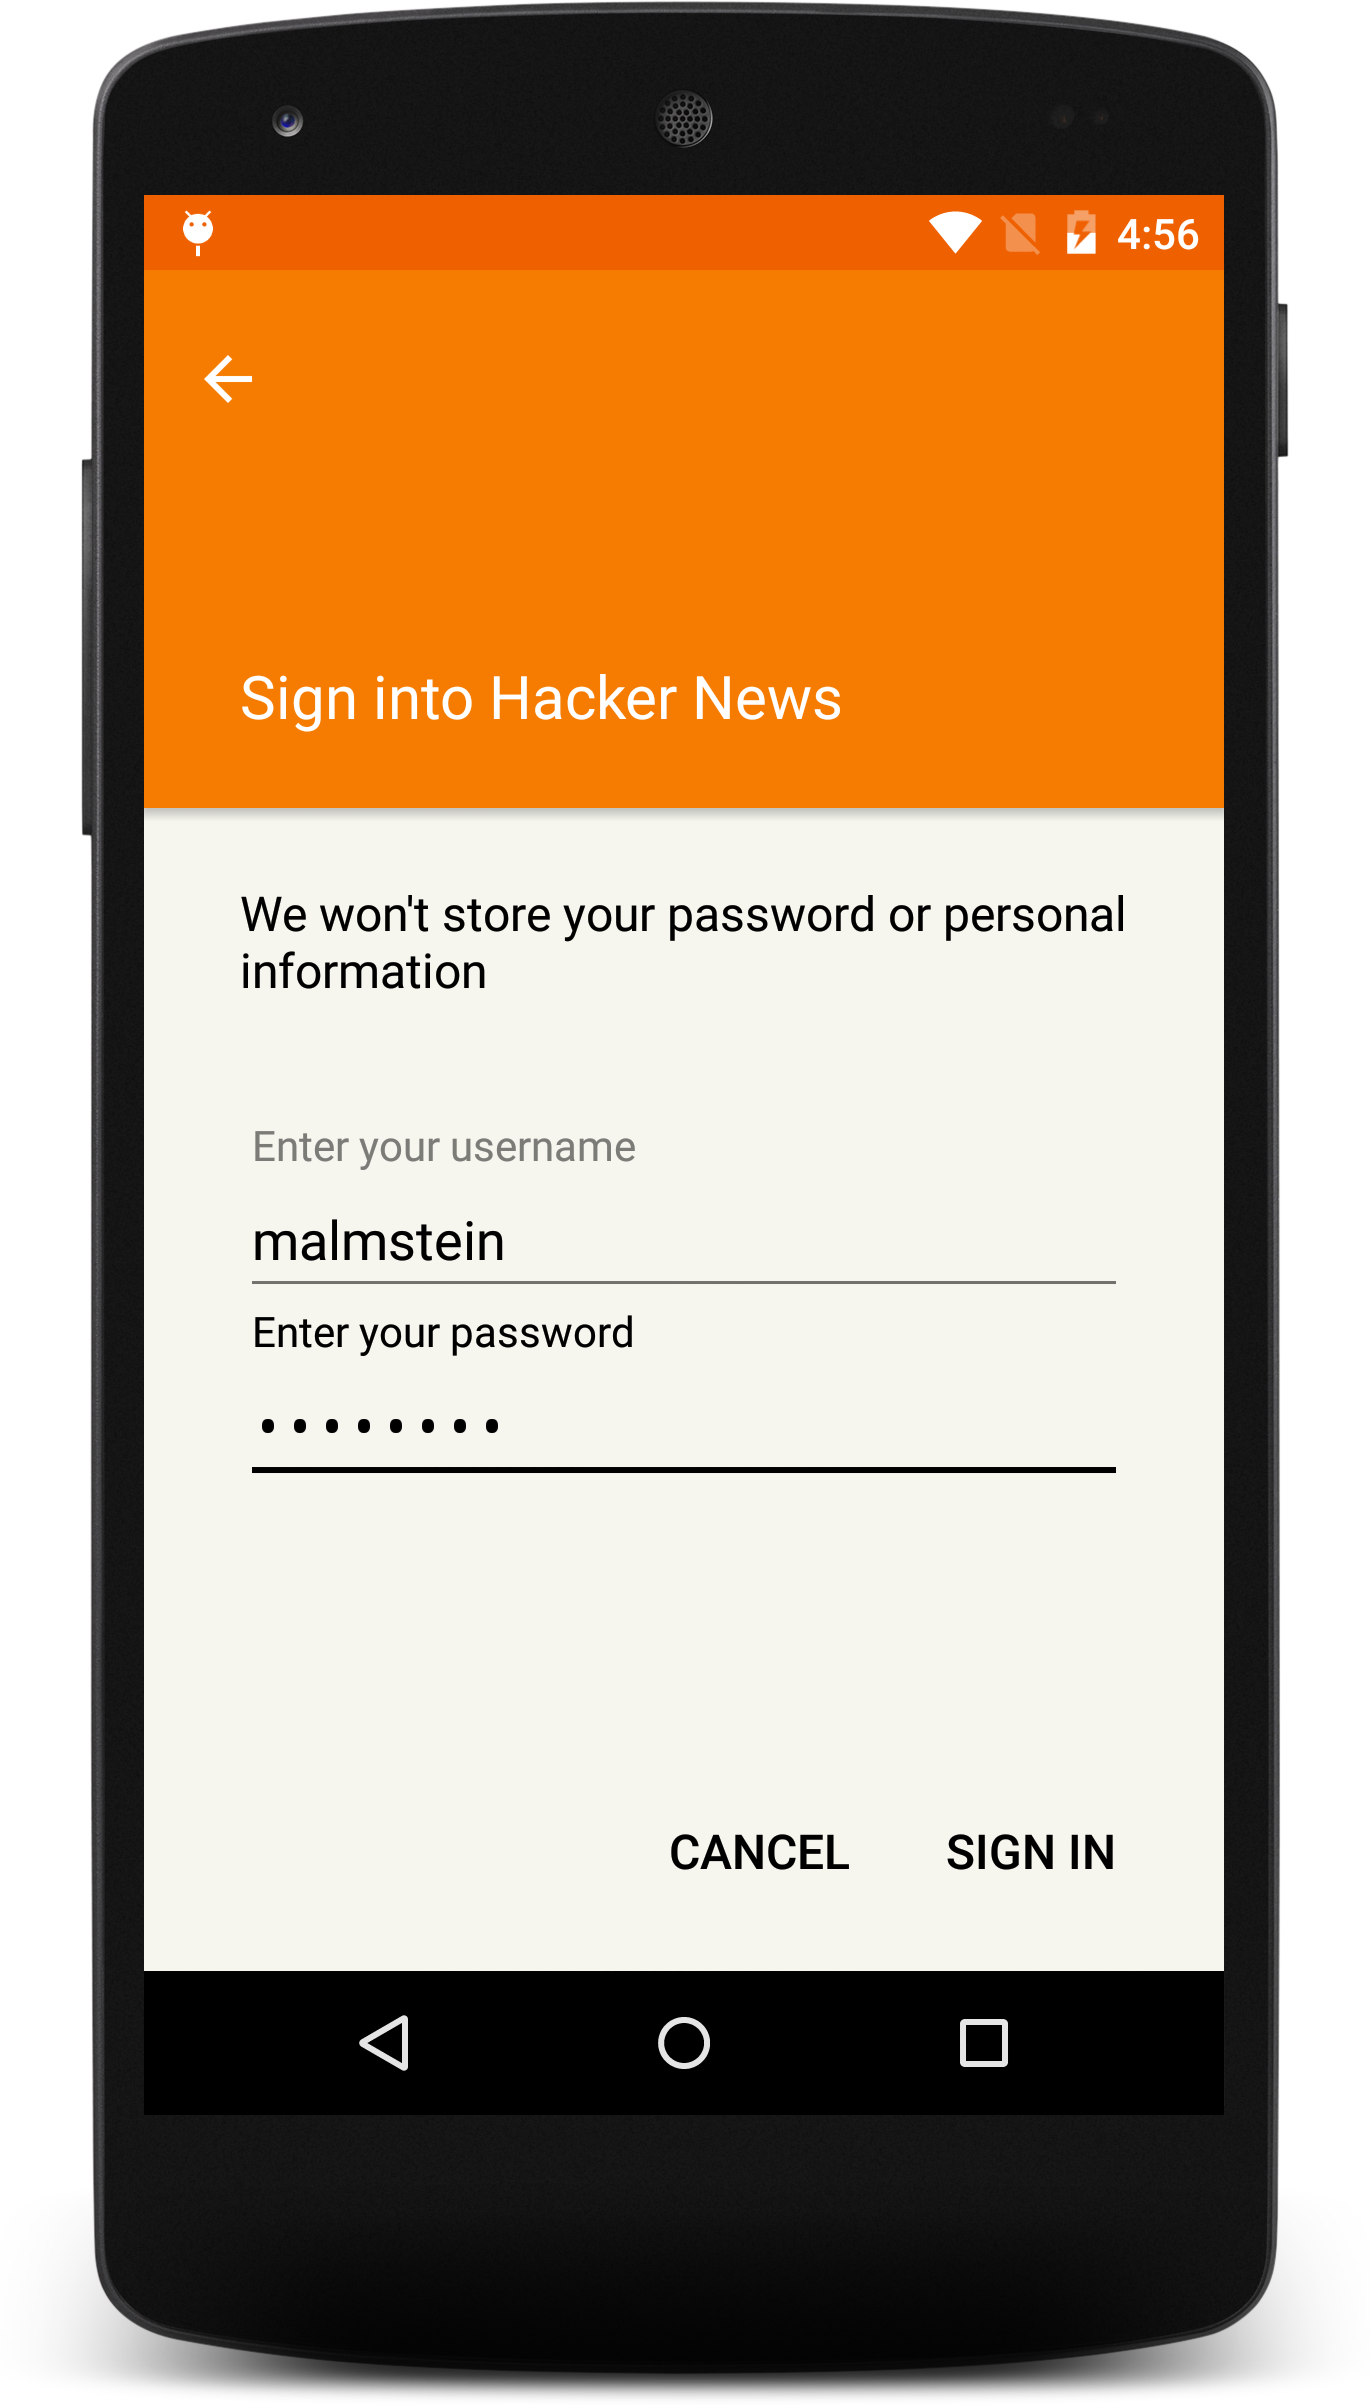 4:56
Sign into Hacker News
We won't store your password or personal
information
Enter your username
malmstein
Enter your password
••••••••
CANCEL SIGN IN